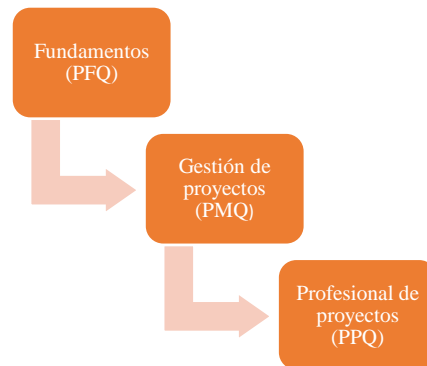 Fundamentos
(PFQ)
Gestión de
proyectos
(PMQ)
Profesional de
proyectos
(PPQ)